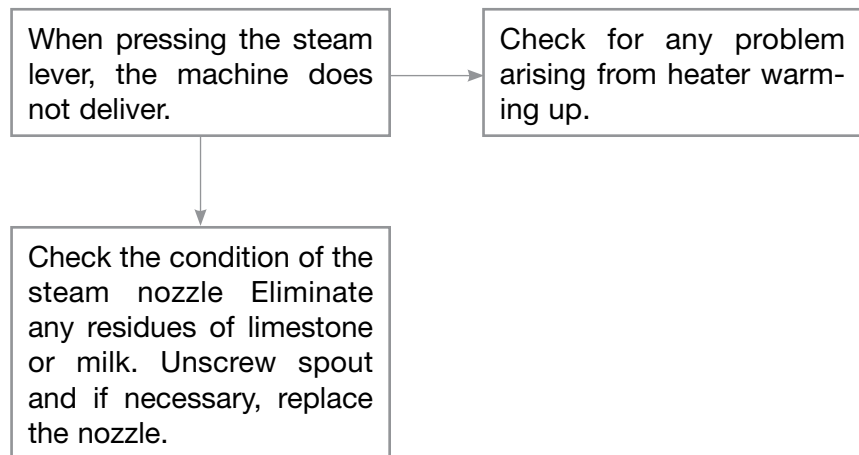 When pressing the steam
lever, the machine does
not deliver.
Check for any problem
arising from heater warm-
ing up.
Check the condition of the
steam nozzle Eliminate
any residues of limestone
or milk. Unscrew spout
and if necessary, replace
the nozzle.